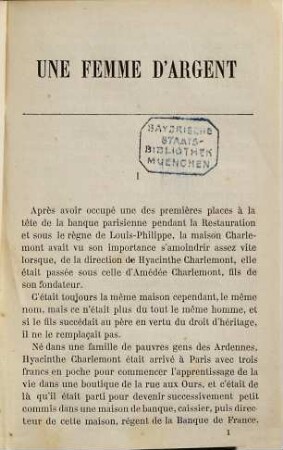 UNE FEMME D'ARGENT
BAYERISCHE
STAATS-
BIBLIOTHEK
MUENCHEN
I
Après avoir occupé une des premières places à la
tête de la banque parisienne pendant la Restauration
et sous le règne de Louis-Philippe, la maison Charle-
mont avait vu son importance s'amoindrir assez vite
lorsque, de la direction de Hyacinthe Charlemont, elle
était passée sous celle d'Amédée Charlemont, fils de
son fondateur.
C'était toujours la même maison cependant, le même
nom, mais ce n'était plus du tout le même homme, et
si le fils succédait au père en vertu du droit d'héritage,
il ne le remplaçait pas.
Né dans une famille de pauvres gens des Ardennes,
Hyacinthe Charlemont était arrivé à Paris avec trois
francs en poche pour commencer l'apprentissage de la
vie dans une boutique de la rue aux Ours, et c'était de
là qu'il était parti pour devenir successivement petit
commis dans une maison de banque, caissier, puis direc-
teur de cette maison, régent de la Banque de France,
1